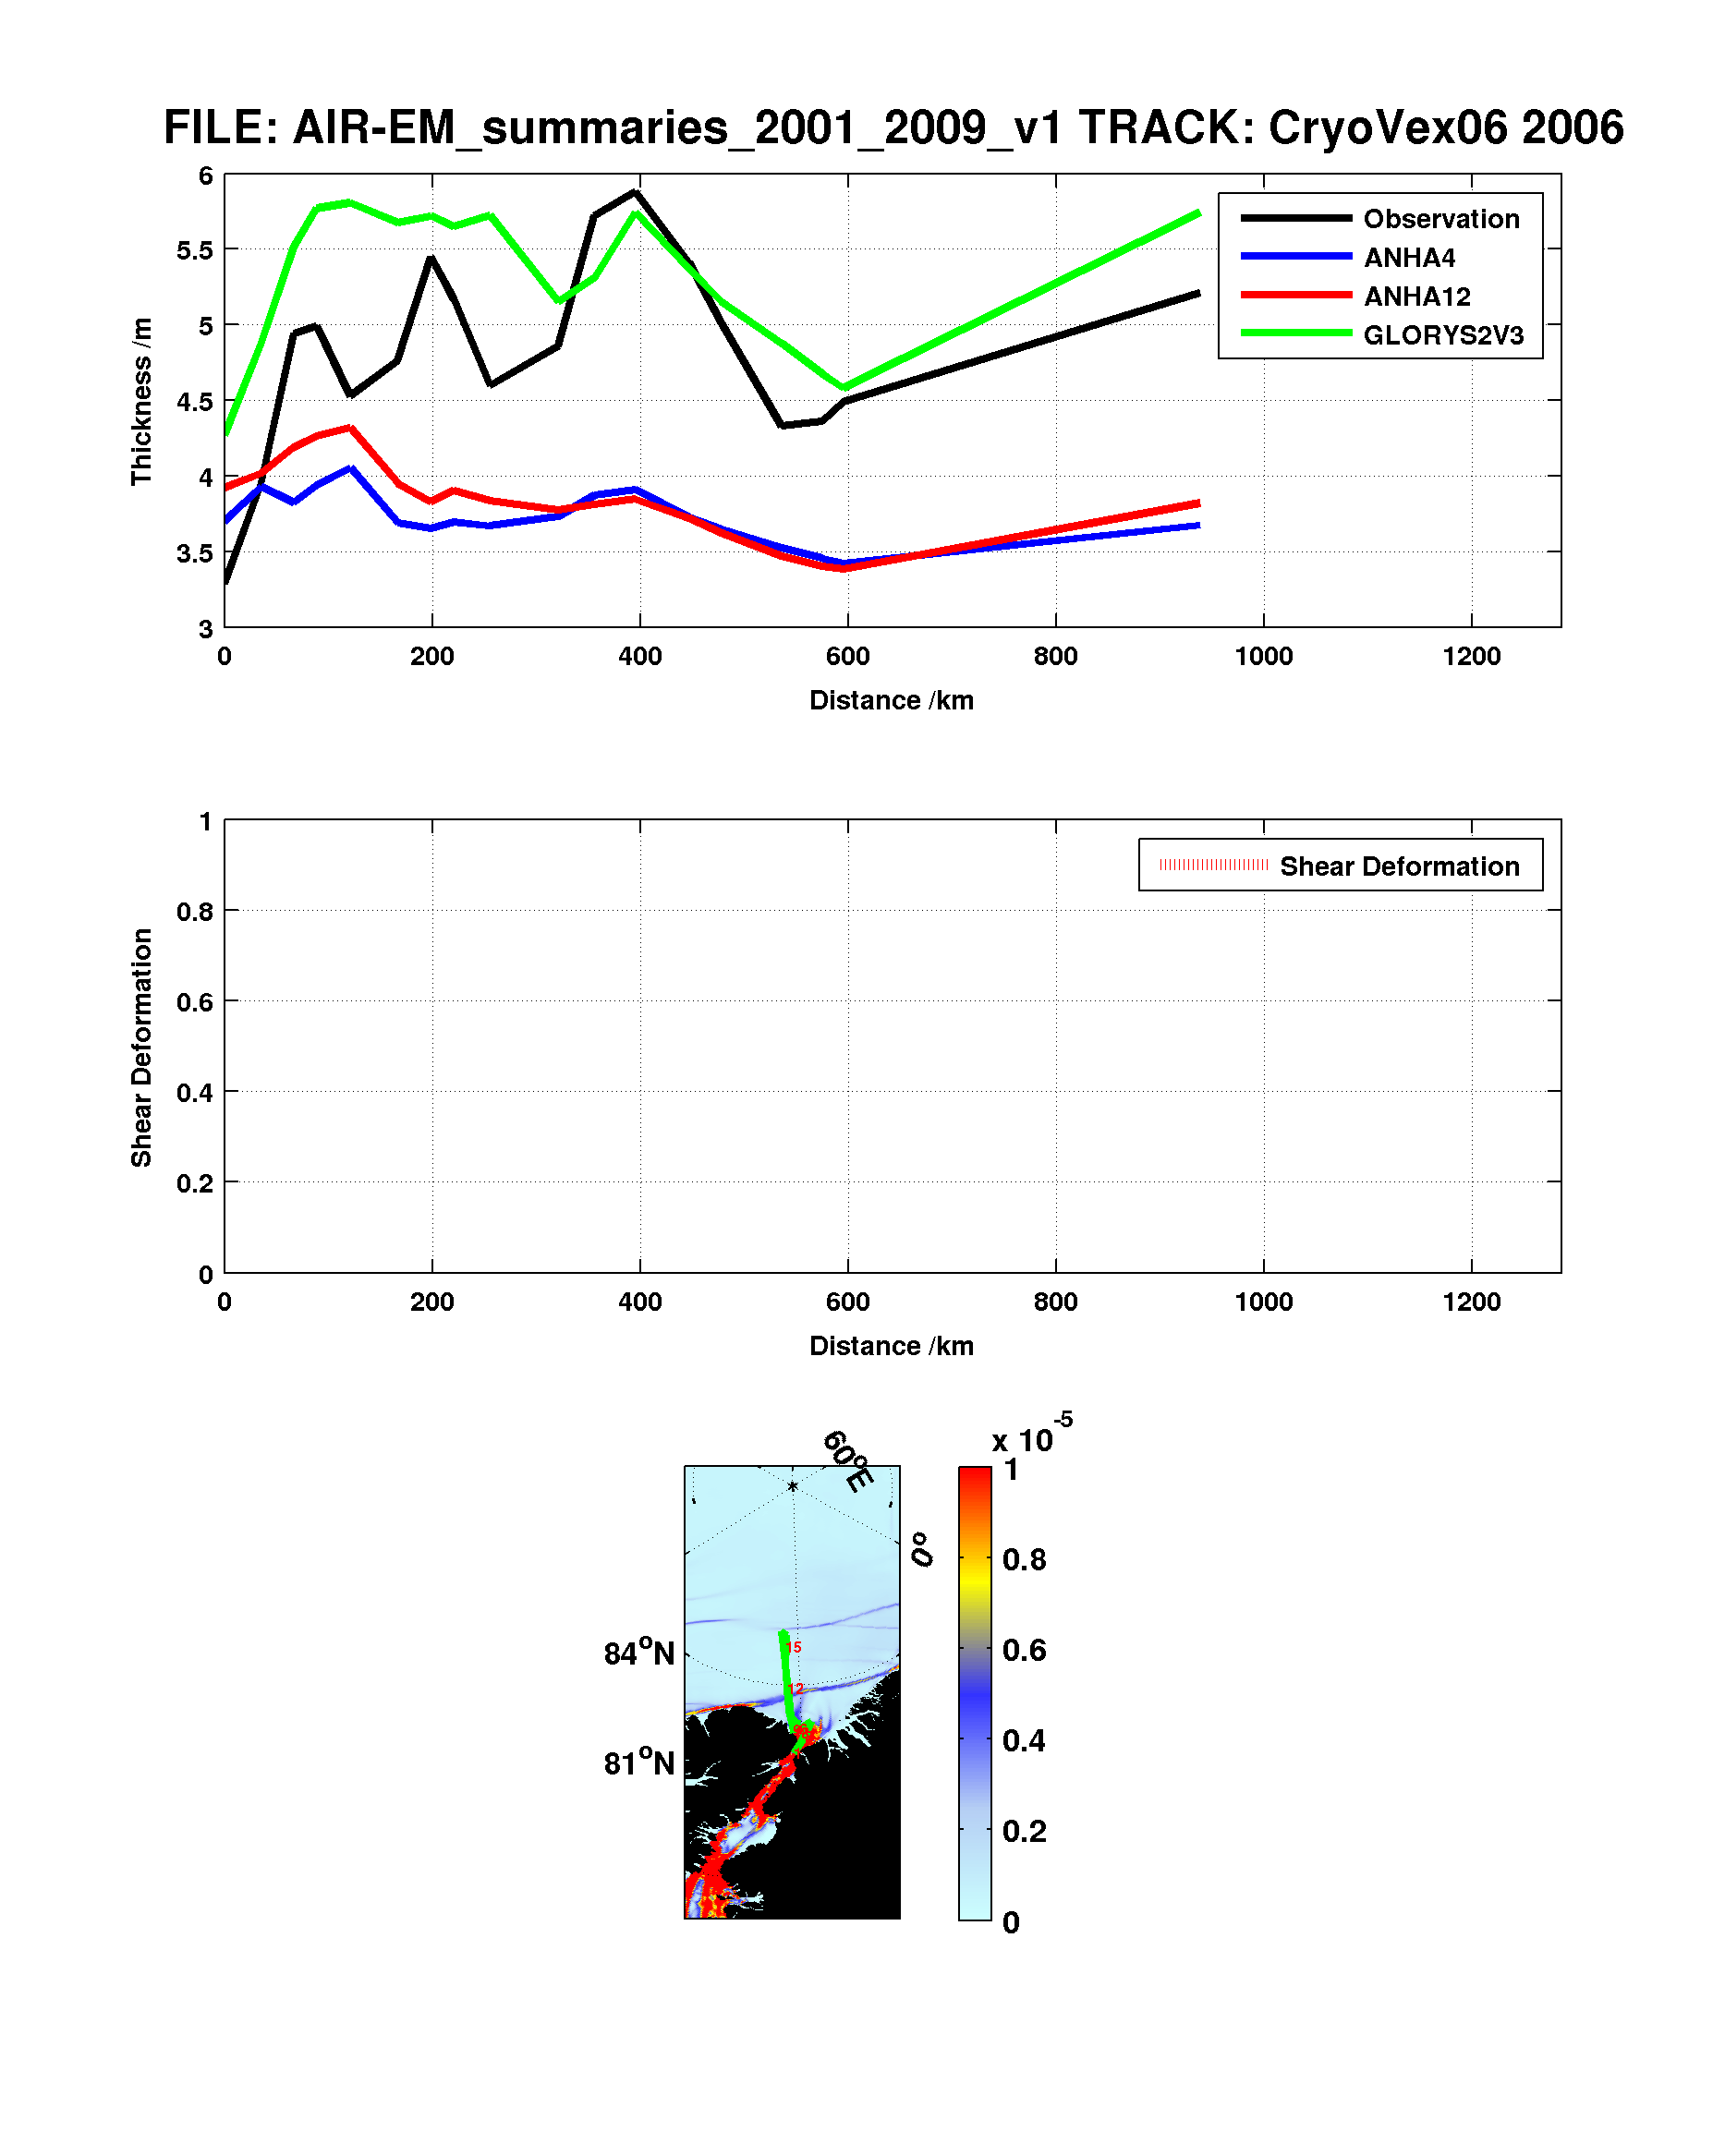 FILE: AIR-EM_summaries_2001_2009_v1 TRACK: CryoVex06 2006
6
5.5
5
4.5
4
3.5
3
Thickness /m
Observation
ANHA4
ANHA12
GLORYS2V3
0 200 400 600 800 1000 1200
Distance /km
1
0.8
0.6
0.4
0.2
0
Shear Deformation
Shear Deformation
0 200 400 600 800 1000 1200
Distance /km
60°E
0°
84°N
81°N
15
12
x 10-5
1
0.8
0.6
0.4
0.2
0